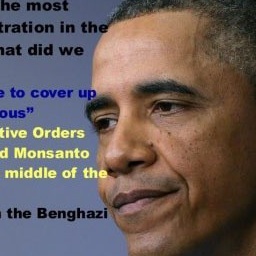 he most
tration in the
hat did we
e to cover up
ous”
tive Orders
d Monsanto
middle of the
the Benghazi